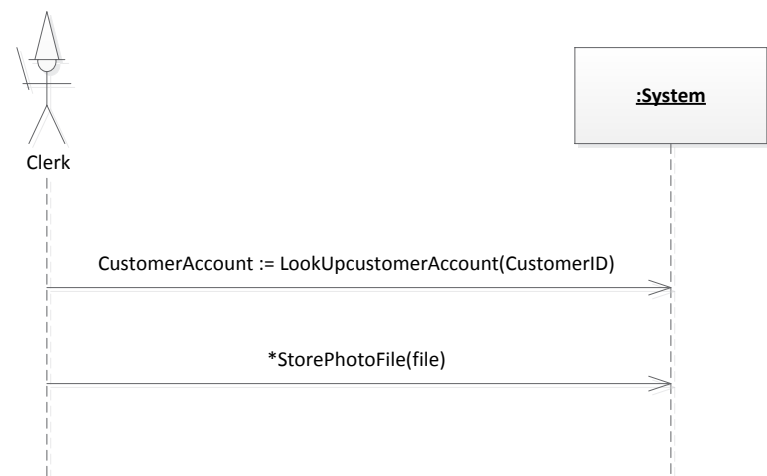 :System
Clerk
CustomerAccount := LookUpcustomerAccount(CustomerID)
*StorePhotoFile(file)